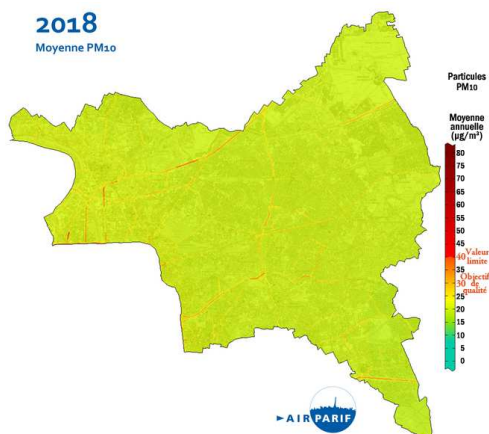 2018
Moyenne PM10
Particules
PM10
Moyenne
annuelle
(µg/m³)
80
75
70
65
60
55
50
45
40 Valeur limite
35
30 Objectif de qualité
25
20
15
10
5
0
AIRPARIF